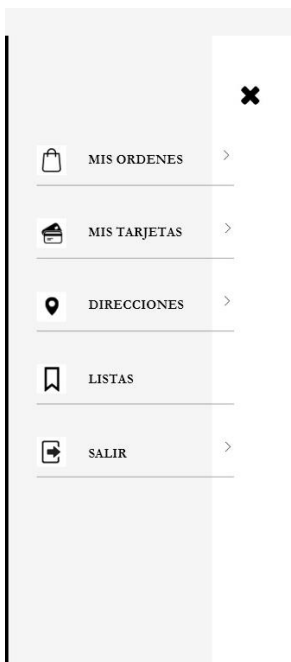 MIS ORDENES
MIS TARJETAS
DIRECCIONES
LISTAS
SALIR